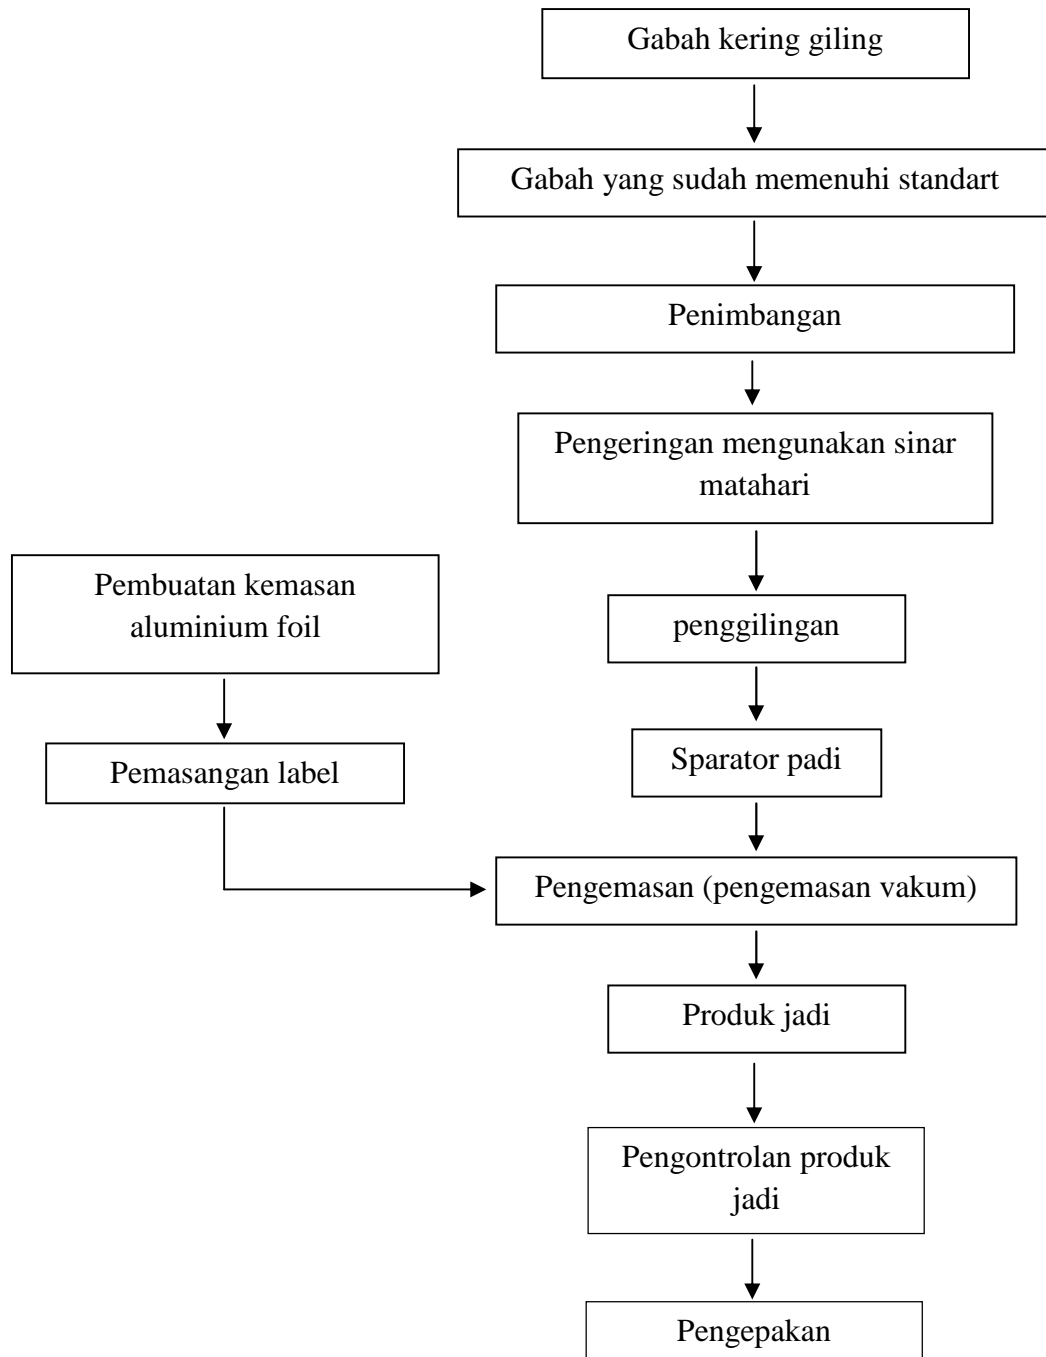 Gabah kering giling
Gabah yang sudah memenuhi standart
Penimbangan
Pengeringan mengunakan sinar
matahari
Pembuatan kemasan
aluminium foil
penggilingan
Pemasangan label
Sparator padi
Pengemasan (pengemasan vakum)
Produk jadi
Pengontrolan produk
jadi
Pengepakan